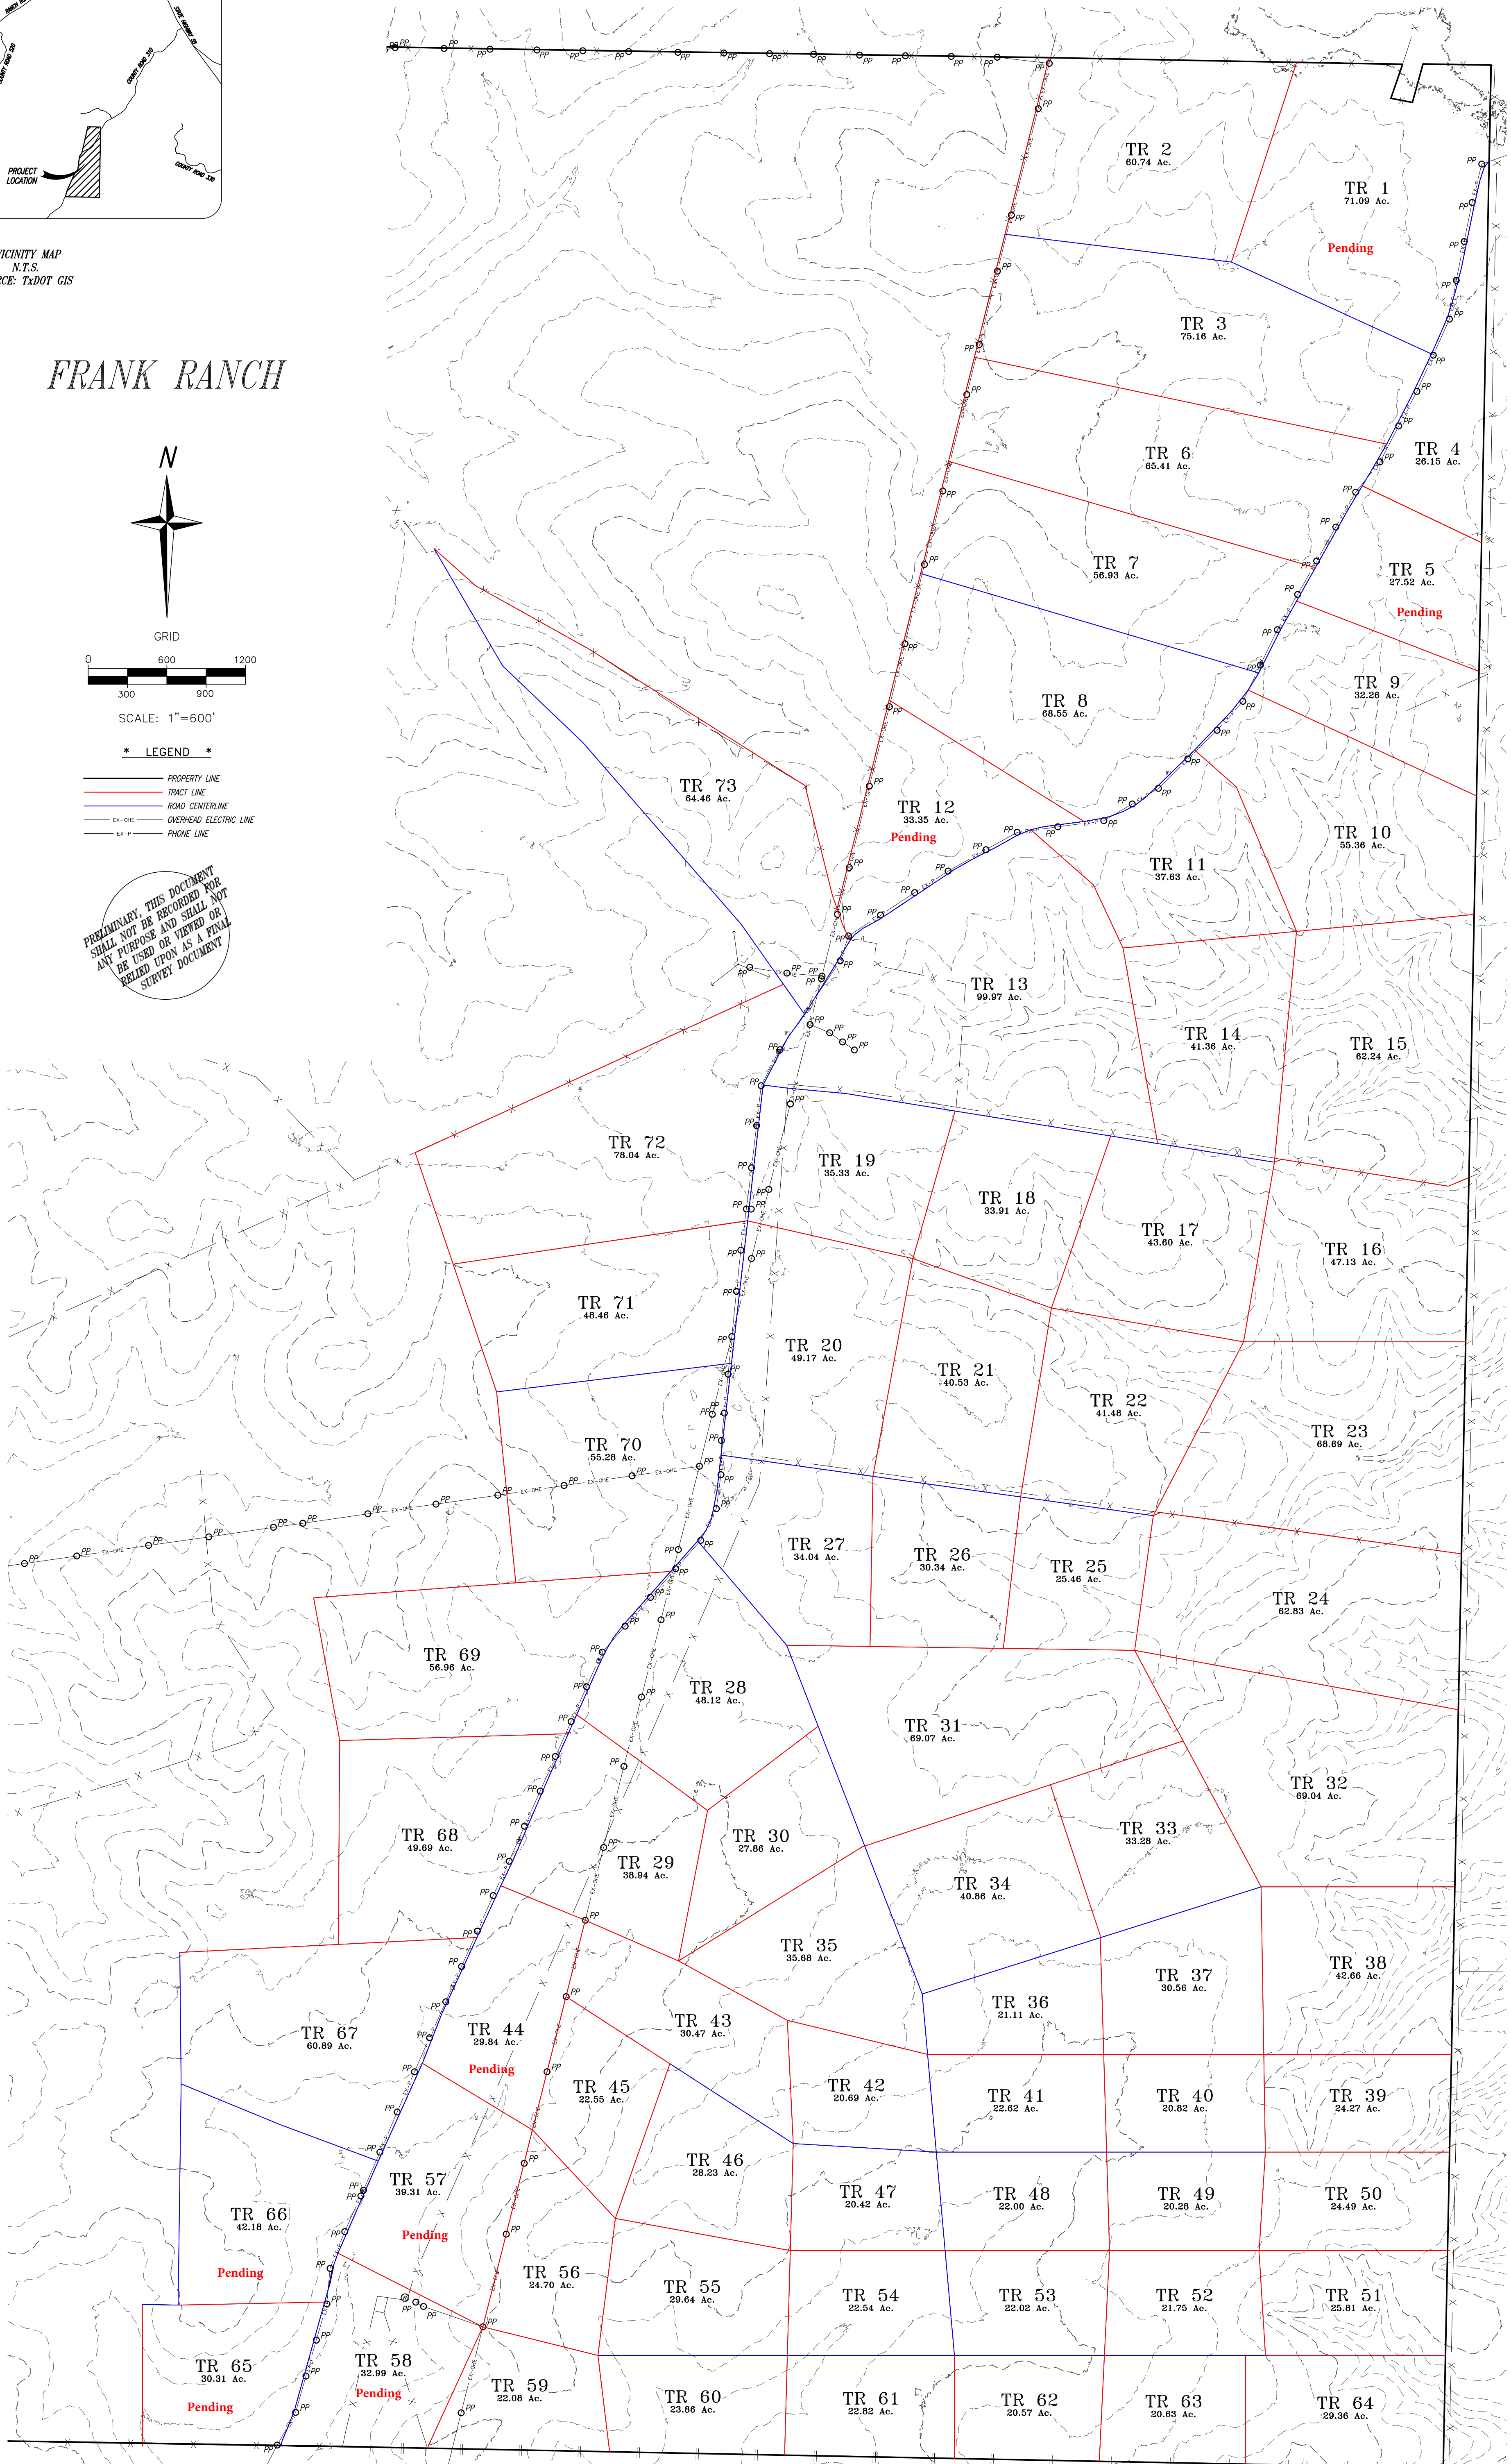 COUNTY ROAD 310
STATE HIGHWAY
COUNTY ROAD 330
PROJECT
LOCATION
VICINITY MAP
N.T.S.
TxDOT GIS
FRANK RANCH
N
GRID
0 600 1200
300 900
SCALE: 1"=600'
* LEGEND *
PROPERTY LINE
TRACT LINE
ROAD CENTERLINE
EX-OHE OVERHEAD ELECTRIC LINE
EX-P PHONE LINE
PRELIMINARY, THIS DOCUMENT
SHALL NOT BE RECORDED FOR
ANY PURPOSE AND SHALL NOT
BE USED OR VIEWED OR
RELIED UPON AS A FINAL
SURVEY DOCUMENT
TR 1
71.09 Ac.
Pending
TR 2
60.74 Ac.
TR 3
75.16 Ac.
TR 4
26.15 Ac.
TR 5
27.52 Ac.
Pending
TR 6
65.41 Ac.
TR 7
56.93 Ac.
TR 8
68.55 Ac.
TR 9
32.26 Ac.
TR 10
55.36 Ac.
TR 11
37.63 Ac.
TR 12
33.35 Ac.
Pending
TR 13
99.97 Ac.
TR 14
41.36 Ac.
TR 15
62.24 Ac.
TR 16
47.13 Ac.
TR 17
43.60 Ac.
TR 18
33.91 Ac.
TR 19
35.33 Ac.
TR 20
49.17 Ac.
TR 21
40.53 Ac.
TR 22
41.48 Ac.
TR 23
68.69 Ac.
TR 24
62.83 Ac.
TR 25
25.46 Ac.
TR 26
30.34 Ac.
TR 27
34.04 Ac.
TR 28
48.12 Ac.
TR 29
38.94 Ac.
TR 30
27.86 Ac.
TR 31
69.07 Ac.
TR 32
69.04 Ac.
TR 33
33.28 Ac.
TR 34
40.86 Ac.
TR 35
35.68 Ac.
TR 36
21.11 Ac.
TR 37
30.56 Ac.
TR 38
42.66 Ac.
TR 39
24.27 Ac.
TR 40
20.82 Ac.
TR 41
22.62 Ac.
TR 42
20.69 Ac.
TR 43
30.47 Ac.
TR 44
29.84 Ac.
Pending
TR 45
22.55 Ac.
TR 46
28.23 Ac.
TR 47
20.42 Ac.
TR 48
22.00 Ac.
TR 49
20.28 Ac.
TR 50
24.49 Ac.
TR 51
25.81 Ac.
TR 52
21.75 Ac.
TR 53
22.02 Ac.
TR 54
22.54 Ac.
TR 55
29.64 Ac.
TR 56
24.70 Ac.
TR 57
39.31 Ac.
Pending
TR 58
32.99 Ac.
Pending
TR 59
22.08 Ac.
TR 60
23.86 Ac.
TR 61
22.82 Ac.
TR 62
20.57 Ac.
TR 63
20.63 Ac.
TR 64
29.36 Ac.
TR 65
30.31 Ac.
Pending
TR 66
42.18 Ac.
Pending
TR 67
60.89 Ac.
TR 68
49.69 Ac.
TR 69
56.96 Ac.
TR 70
55.28 Ac.
TR 71
48.46 Ac.
TR 72
78.04 Ac.
TR 73
64.46 Ac.